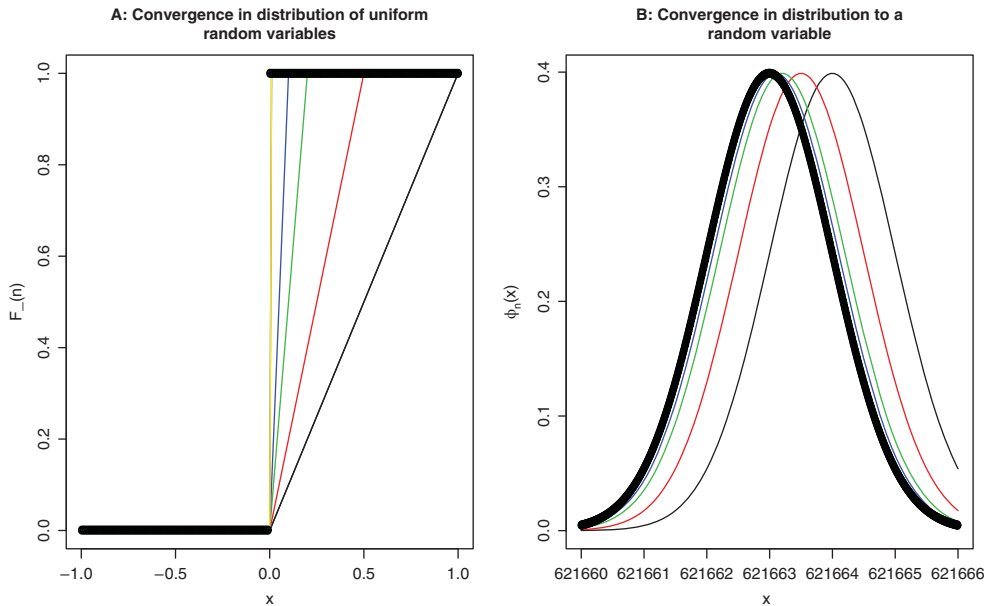 A: Convergence in distribution of uniform
random variables
F_(n)
1.0
0.8
0.6
0.4
0.2
0.0
−1.0 −0.5 0.0 0.5 1.0
x
B: Convergence in distribution to a
random variable
ϕn(x)
0.4
0.3
0.2
0.1
0.0
621660 621661 621662 621663 621664 621665 621666
x